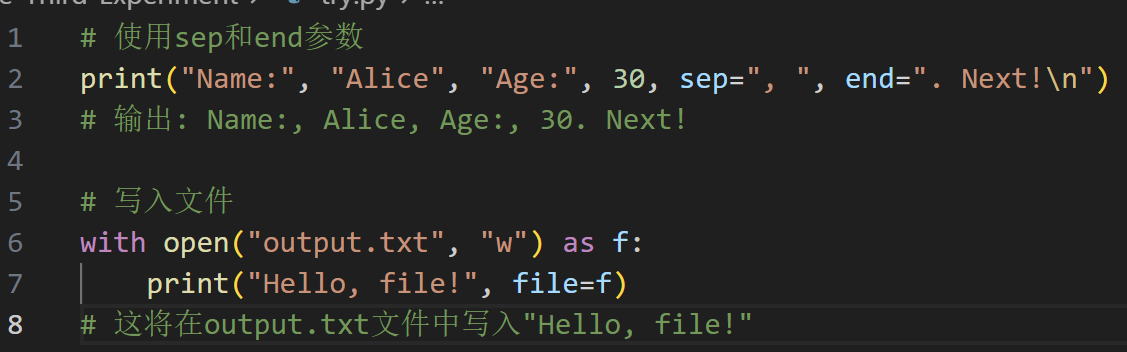 Third Experiment > try.py > ...
1 # 使用sep和end参数
2 print("Name:", "Alice", "Age:", 30, sep=", ", end=". Next!\n")
3 # 输出: Name:, Alice, Age:, 30. Next!
4
5 # 写入文件
6 with open("output.txt", "w") as f:
7 print("Hello, file!", file=f)
8 # 这将在output.txt文件中写入"Hello, file!"